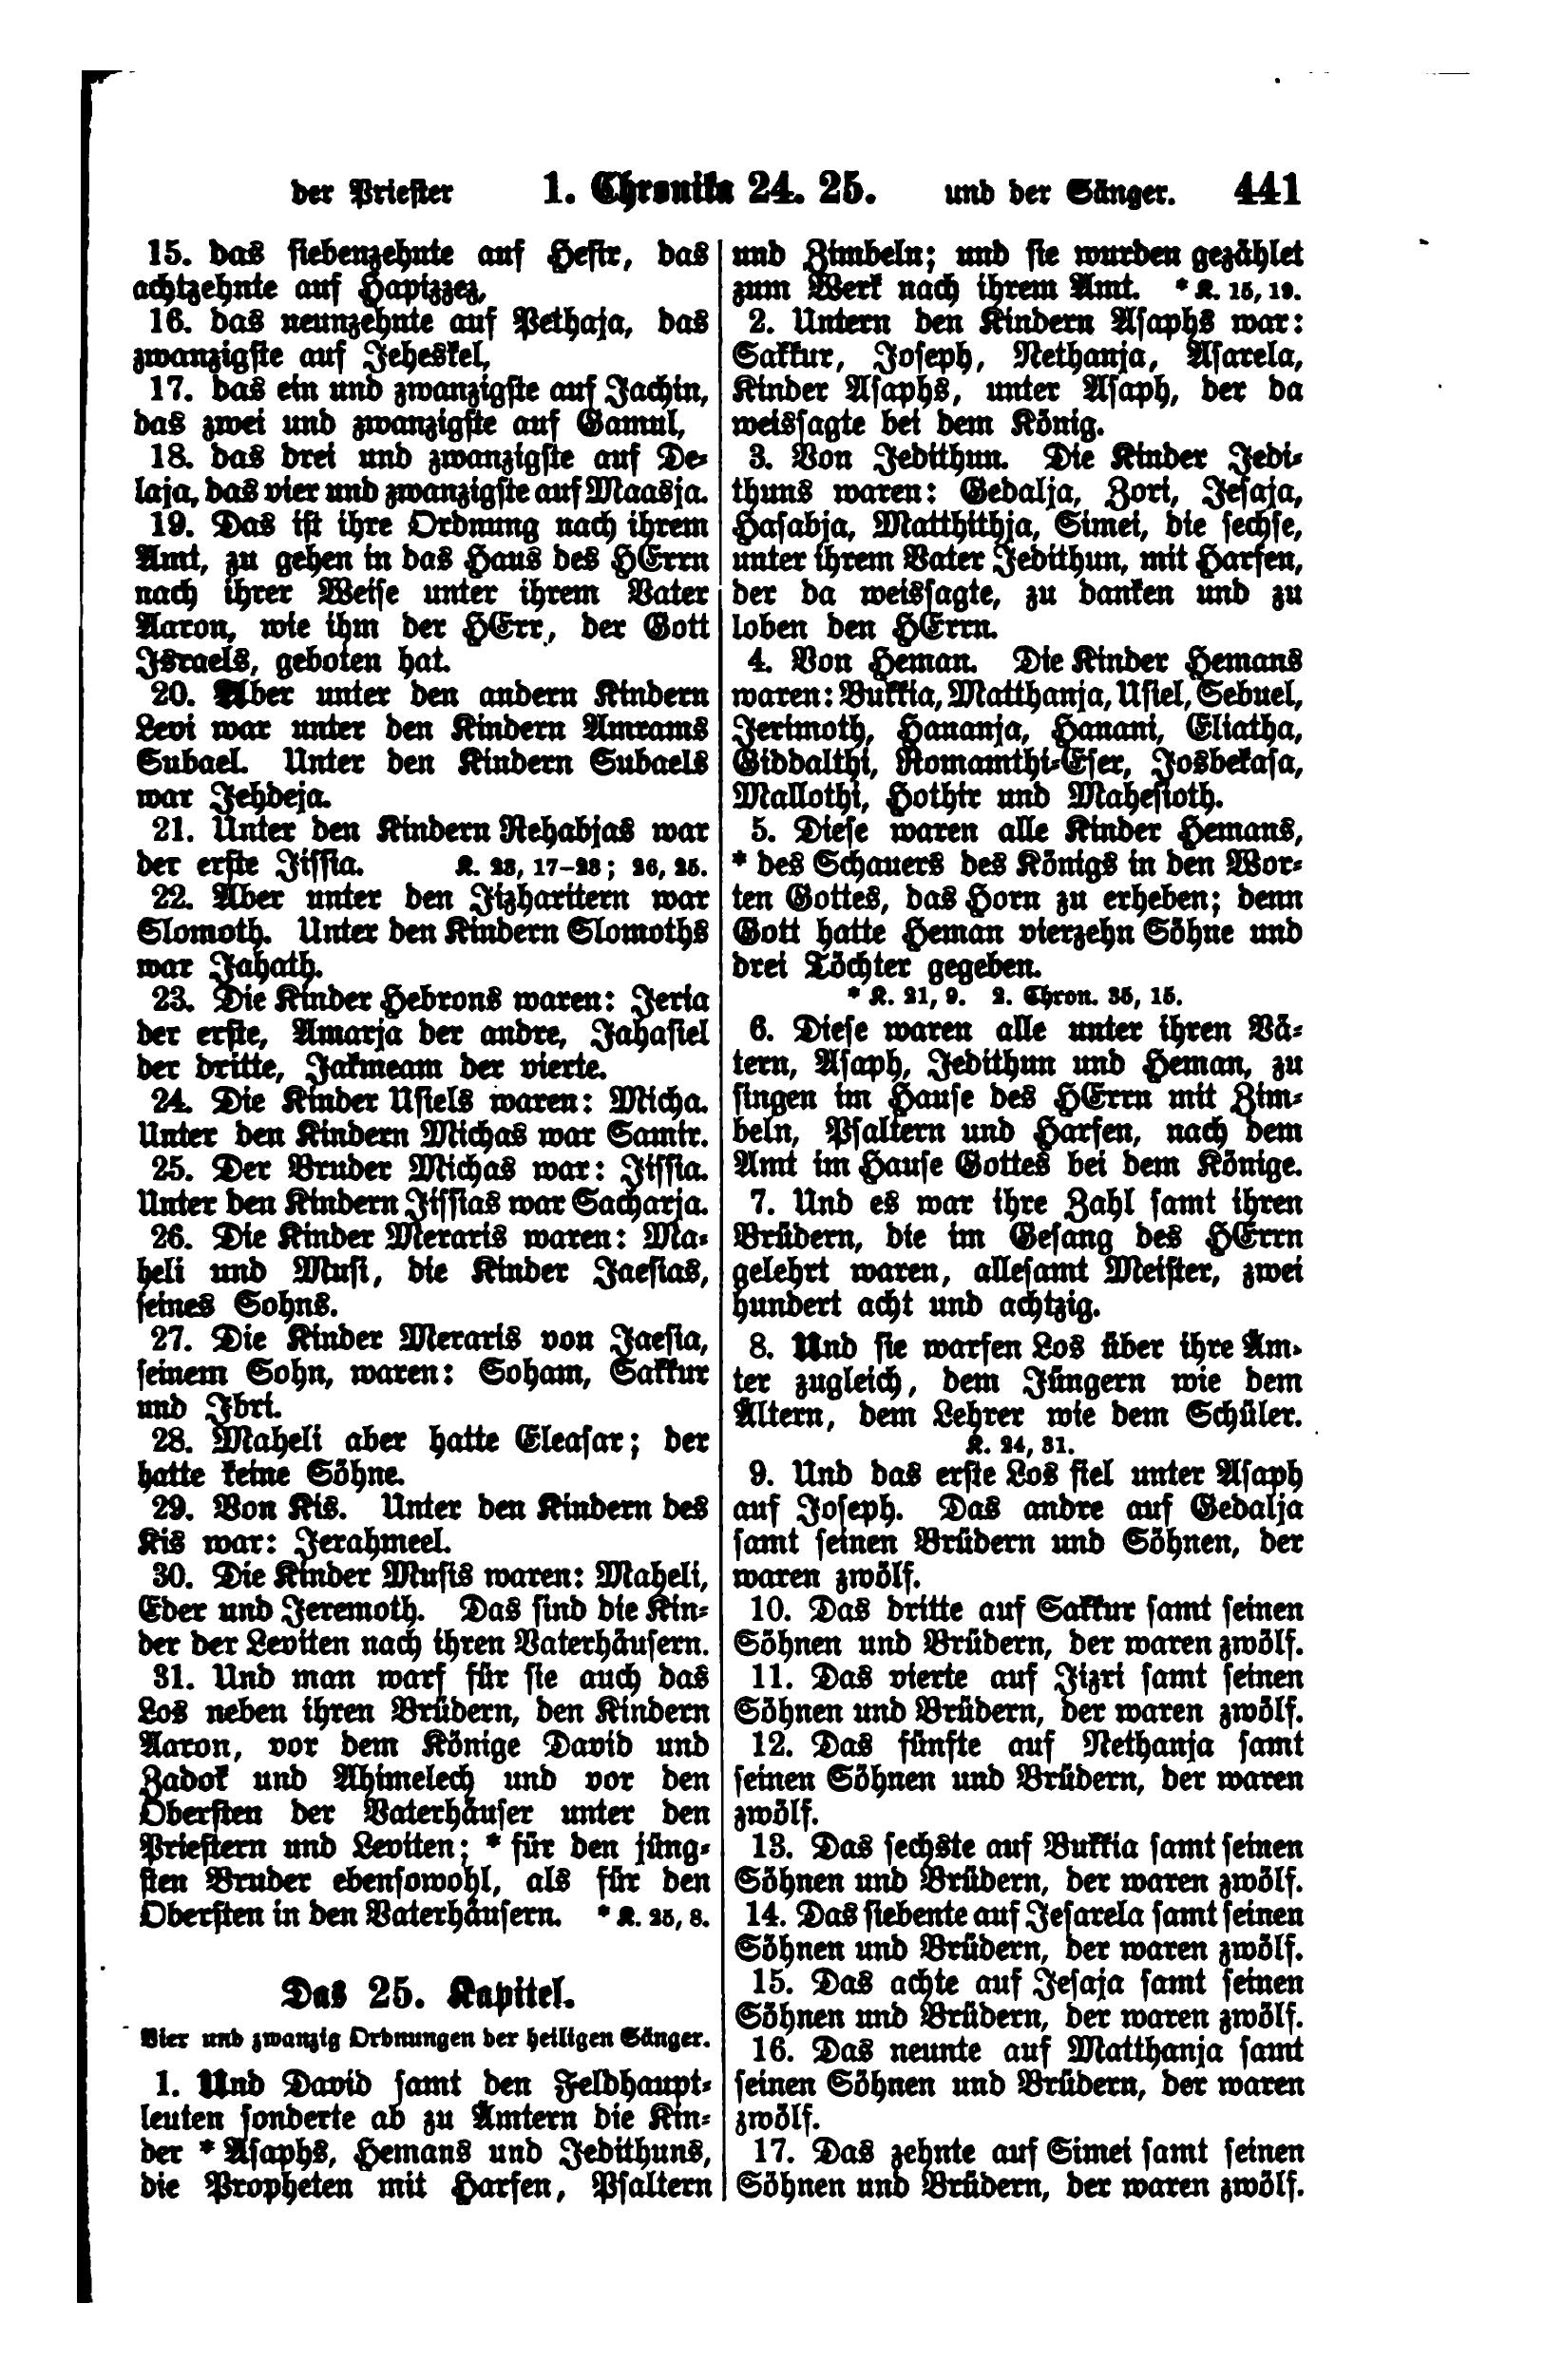 der Priester 1. Chronika 24. 25. und der Sänger. 441
15. das siebenzehnte auf Hesir, das
achtzehnte auf Hapizzez,
16. das neunzehnte auf Pethaja, das
zwanzigste auf Jeheskel,
17. das ein und zwanzigste auf Jachin,
das zwei und zwanzigste auf Gamul,
18. das drei und zwanzigste auf De-
laja, das vier und zwanzigste auf Maasja.
19. Das ist ihre Ordnung nach ihrem
Amt, zu gehen in das Haus des HErrn
nach ihrer Weise unter ihrem Vater
Aaron, wie ihm der HErr, der Gott
Israels, geboten hat.
20. Aber unter den andern Kindern
Levi war unter den Kindern Amrams
Subael. Unter den Kindern Subaels
war Jehdeja.
21. Unter den Kindern Rehabjas war
der erste Jissia. K. 23, 17-23; 26, 25.
22. Aber unter den Jizharitern war
Slomoth. Unter den Kindern Slomoths
war Jahath.
23. Die Kinder Hebrons waren: Jeria
der erste, Amarja der andre, Jahasiel
der dritte, Jakmeam der vierte.
24. Die Kinder Usiels waren: Micha.
Unter den Kindern Michas war Samir.
25. Der Bruder Michas war: Jissia.
Unter den Kindern Jissias war Sacharja.
26. Die Kinder Meraris waren: Ma-
heli und Musi, die Kinder Jaesias,
seines Sohns.
27. Die Kinder Meraris von Jaesia,
seinem Sohn, waren: Soham, Sakkur
und Ibri.
28. Maheli aber hatte Eleasar; der
hatte keine Söhne.
29. Von Kis. Unter den Kindern des
Kis war: Jerahmeel.
30. Die Kinder Musis waren: Maheli,
Eder und Jeremoth. Das sind die Kin-
der der Leviten nach ihren Vaterhäusern.
31. Und man warf für sie auch das
Los neben ihren Brüdern, den Kindern
Aaron, vor dem Könige David und
Zadok und Ahimelech und vor den
Obersten der Vaterhäuser unter den
Priestern und Leviten; * für den jüng-
sten Bruder ebensowohl, als für den
Obersten in den Vaterhäusern. * K. 25, 8.
Das 25. Kapitel.
Vier und zwanzig Ordnungen der heiligen Sänger.
1. Und David samt den Feldhaupt-
leuten sonderte ab zu Ämtern die Kin-
der * Asaphs, Hemans und Jedithuns,
die Propheten mit Harfen, Psaltern
und Zimbeln; und sie wurden gezählet
zum Werk nach ihrem Amt. * K. 15, 19.
2. Untern den Kindern Asaphs war:
Sakkur, Joseph, Nethanja, Asarela,
Kinder Asaphs, unter Asaph, der da
weissagte bei dem König.
3. Von Jedithun. Die Kinder Jedi-
thuns waren: Gedalja, Zori, Jesaja,
Hasabja, Matthithja, Simei, die sechse,
unter ihrem Vater Jedithun, mit Harfen,
der da weissagte, zu danken und zu
loben den HErrn.
4. Von Heman. Die Kinder Hemans
waren: Bukkia, Matthanja, Usiel, Sebuel,
Jerimoth, Hananja, Hanani, Eliatha,
Giddalthi, Romamthi-Eser, Josbekasa,
Mallothi, Hothir und Mahesioth.
5. Diese waren alle Kinder Hemans,
* des Schauers des Königs in den Wor-
ten Gottes, das Horn zu erheben; denn
Gott hatte Heman vierzehn Söhne und
drei Töchter gegeben.
* K. 21, 9. 2. Chron. 35, 15.
6. Diese waren alle unter ihren Vä-
tern, Asaph, Jedithun und Heman, zu
singen im Hause des HErrn mit Zim-
beln, Psaltern und Harfen, nach dem
Amt im Hause Gottes bei dem Könige.
7. Und es war ihre Zahl samt ihren
Brüdern, die im Gesang des HErrn
gelehrt waren, allesamt Meister, zwei
hundert acht und achtzig.
8. Und sie warfen Los über ihre Äm-
ter zugleich, dem Jüngern wie dem
Ältern, dem Lehrer wie dem Schüler.
K. 24, 31.
9. Und das erste Los fiel unter Asaph
auf Joseph. Das andre auf Gedalja
samt seinen Brüdern und Söhnen, der
waren zwölf.
10. Das dritte auf Sakkur samt seinen
Söhnen und Brüdern, der waren zwölf.
11. Das vierte auf Jizri samt seinen
Söhnen und Brüdern, der waren zwölf.
12. Das fünfte auf Nethanja samt
seinen Söhnen und Brüdern, der waren
zwölf.
13. Das sechste auf Bukkia samt seinen
Söhnen und Brüdern, der waren zwölf.
14. Das siebente auf Jesarela samt seinen
Söhnen und Brüdern, der waren zwölf.
15. Das achte auf Jesaja samt seinen
Söhnen und Brüdern, der waren zwölf.
16. Das neunte auf Matthanja samt
seinen Söhnen und Brüdern, der waren
zwölf.
17. Das zehnte auf Simei samt seinen
Söhnen und Brüdern, der waren zwölf.